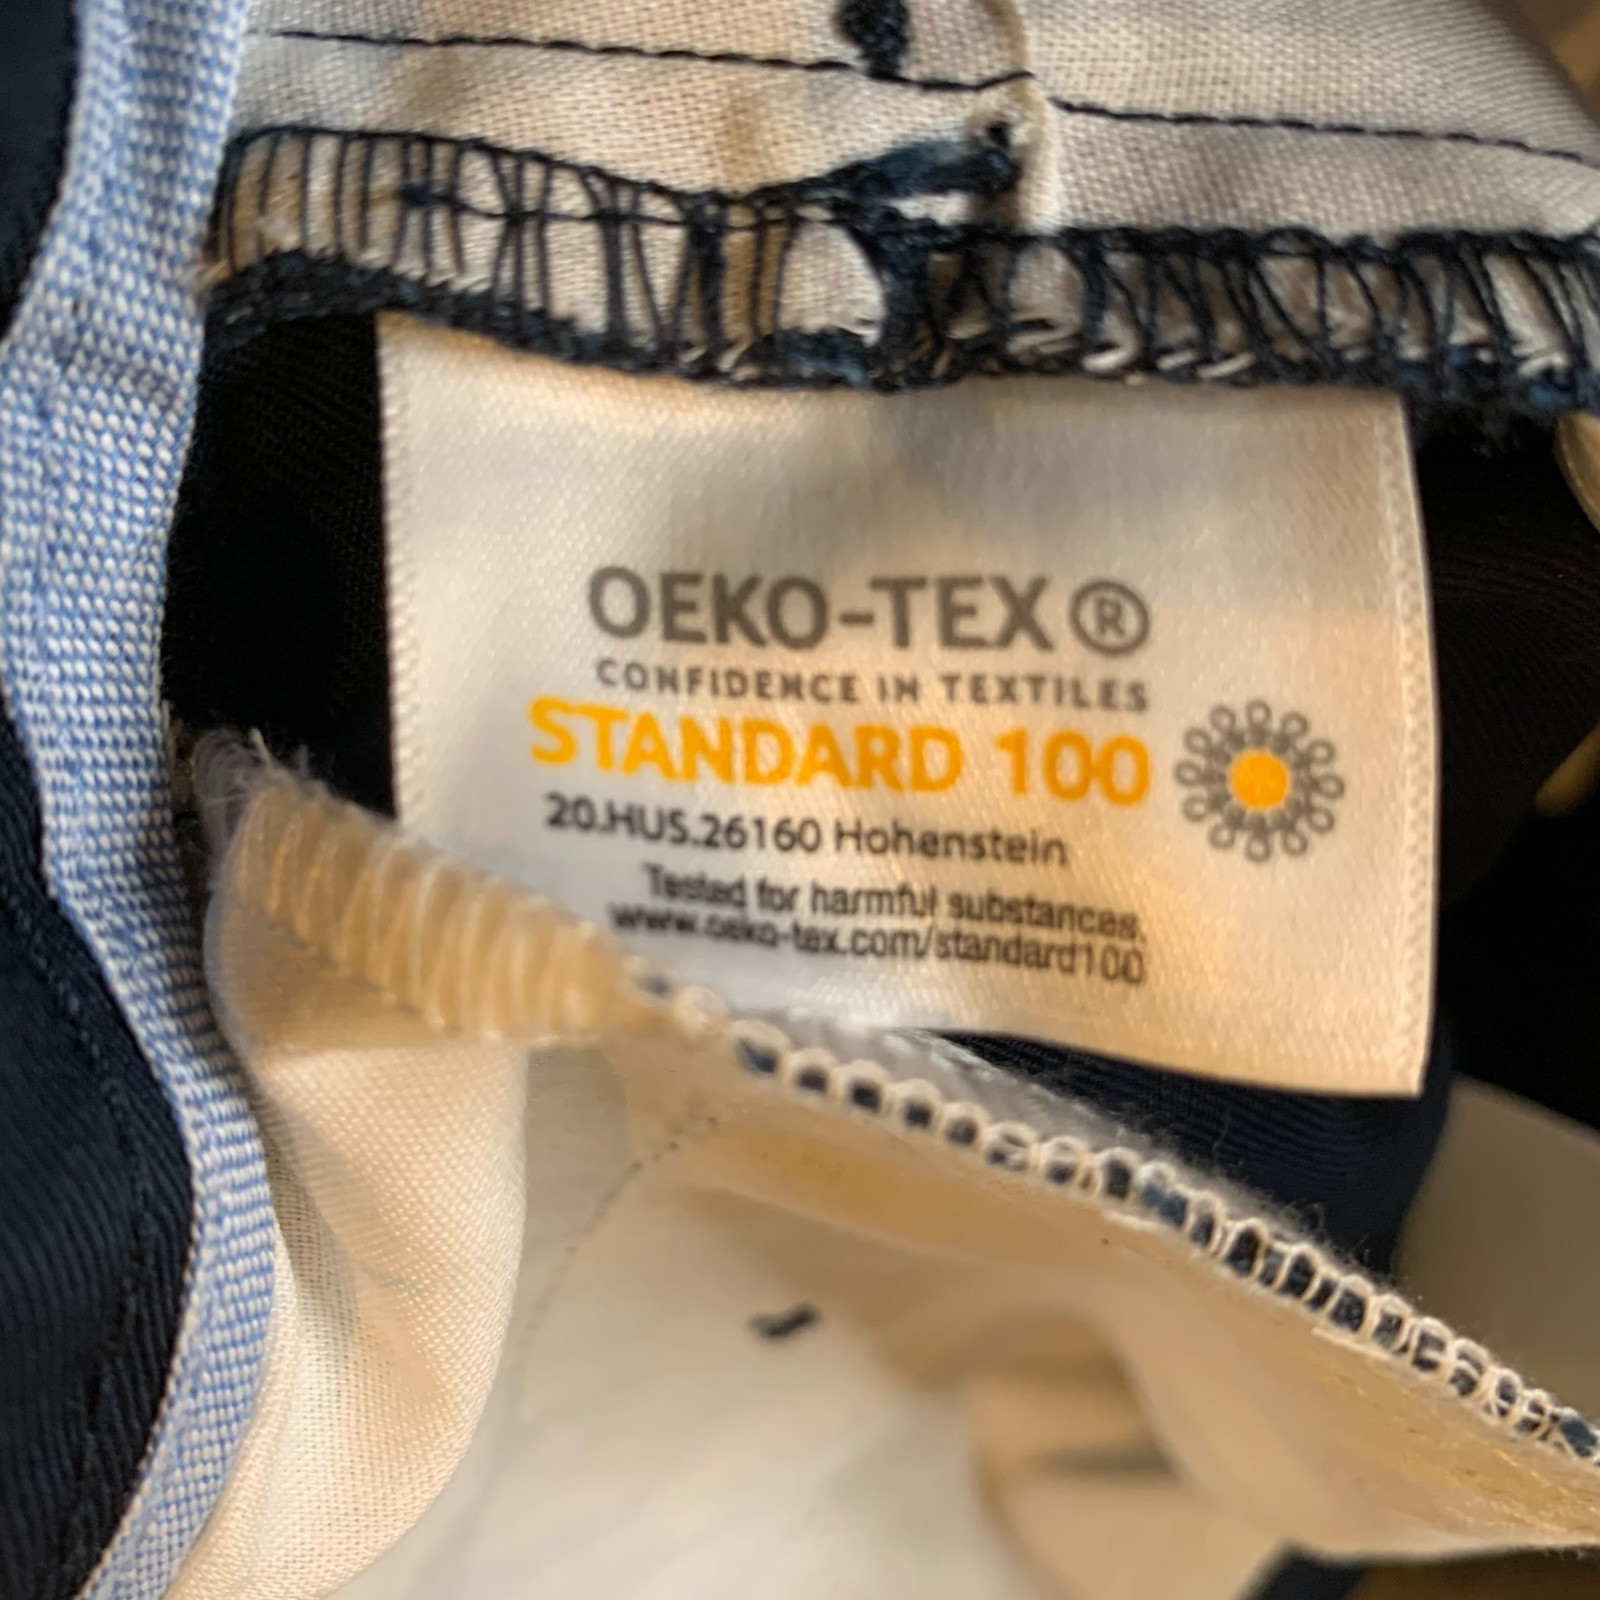 OEKO-TEX®
CONFIDENCE IN TEXTILES
STANDARD 100
20.HUS.26160 Hohenstein
Tested for harmful substances.
www.oeko-tex.com/standard100